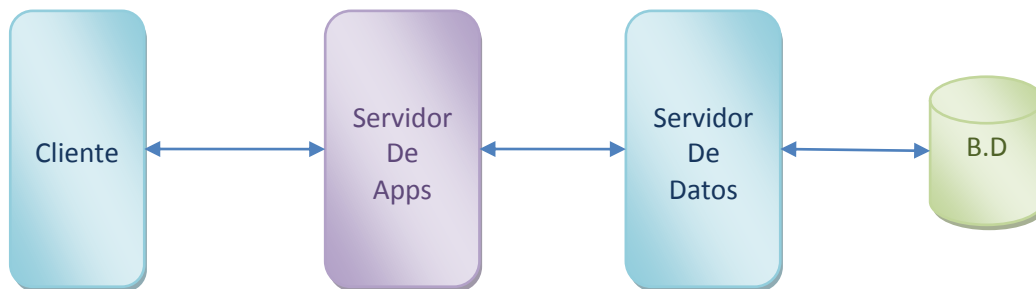 Cliente
Servidor
De
Apps
Servidor
De
Datos
B.D